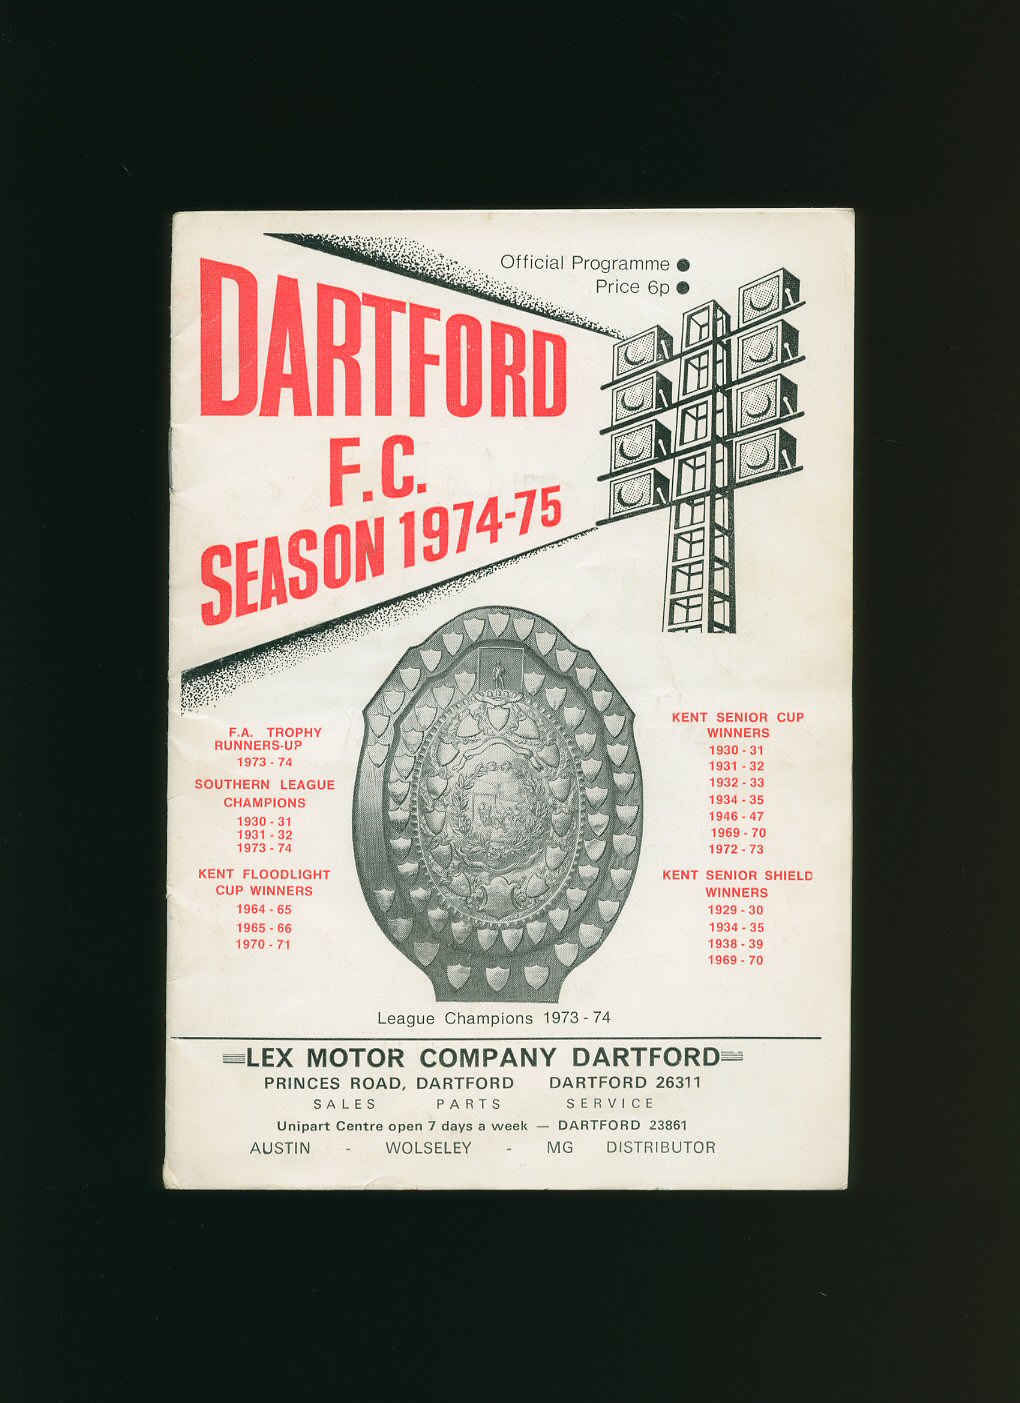 Official Programme ●
Price 6p ●
DARTFORD
F.C.
SEASON 1974-75
F.A. TROPHY
RUNNERS-UP
1973 - 74
SOUTHERN LEAGUE
CHAMPIONS
1930 - 31
1931 - 32
1973 - 74
KENT FLOODLIGHT
CUP WINNERS
1964 - 65
1965 - 66
1970 - 71
KENT SENIOR CUP
WINNERS
1930 - 31
1931 - 32
1932 - 33
1934 - 35
1946 - 47
1969 - 70
1972 - 73
KENT SENIOR SHIELD
WINNERS
1929 - 30
1934 - 35
1938 - 39
1969 - 70
League Champions 1973 - 74
LEX MOTOR COMPANY DARTFORD
PRINCES ROAD, DARTFORD DARTFORD 26311
SALES PARTS SERVICE
Unipart Centre open 7 days a week — DARTFORD 23861
AUSTIN - WOLSELEY - MG DISTRIBUTOR